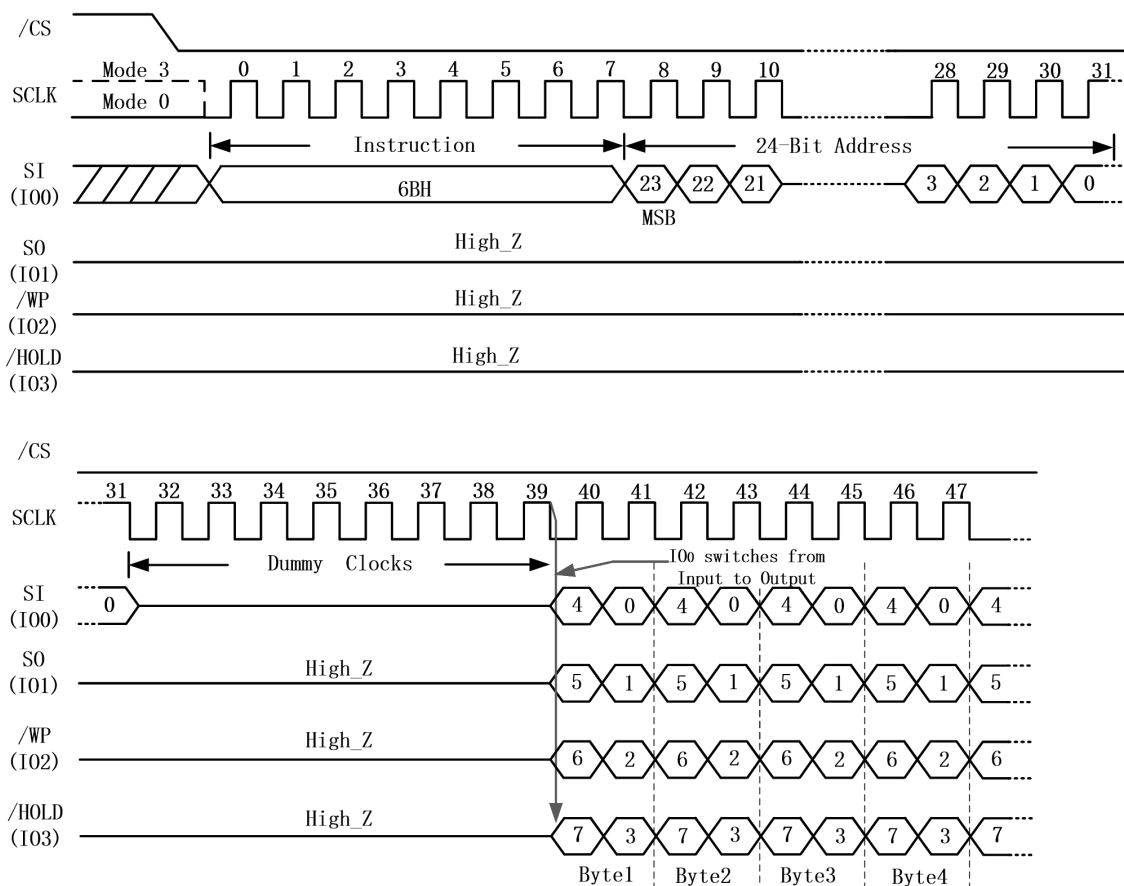 /CS
Mode 3 0 1 2 3 4 5 6 7 8 9 10 28 29 30 31
SCLK Mode 0
Instruction 24-Bit Address
SI
(IO0) 6BH 23 22 21 3 2 1 0
MSB
SO High_Z
(IO1)
/WP High_Z
(IO2)
/HOLD High_Z
(IO3)
/CS
31 32 33 34 35 36 37 38 39 40 41 42 43 44 45 46 47
SCLK
Dummy Clocks IO0 switches from
Input to Output
SI
(IO0) 0 4 0 4 0 4 0 4 0 4
SO High_Z
(IO1) 5 1 5 1 5 1 5 1 5
/WP High_Z
(IO2) 6 2 6 2 6 2 6 2 6
/HOLD High_Z
(IO3) 7 3 7 3 7 3 7 3 7
Byte1 Byte2 Byte3 Byte4